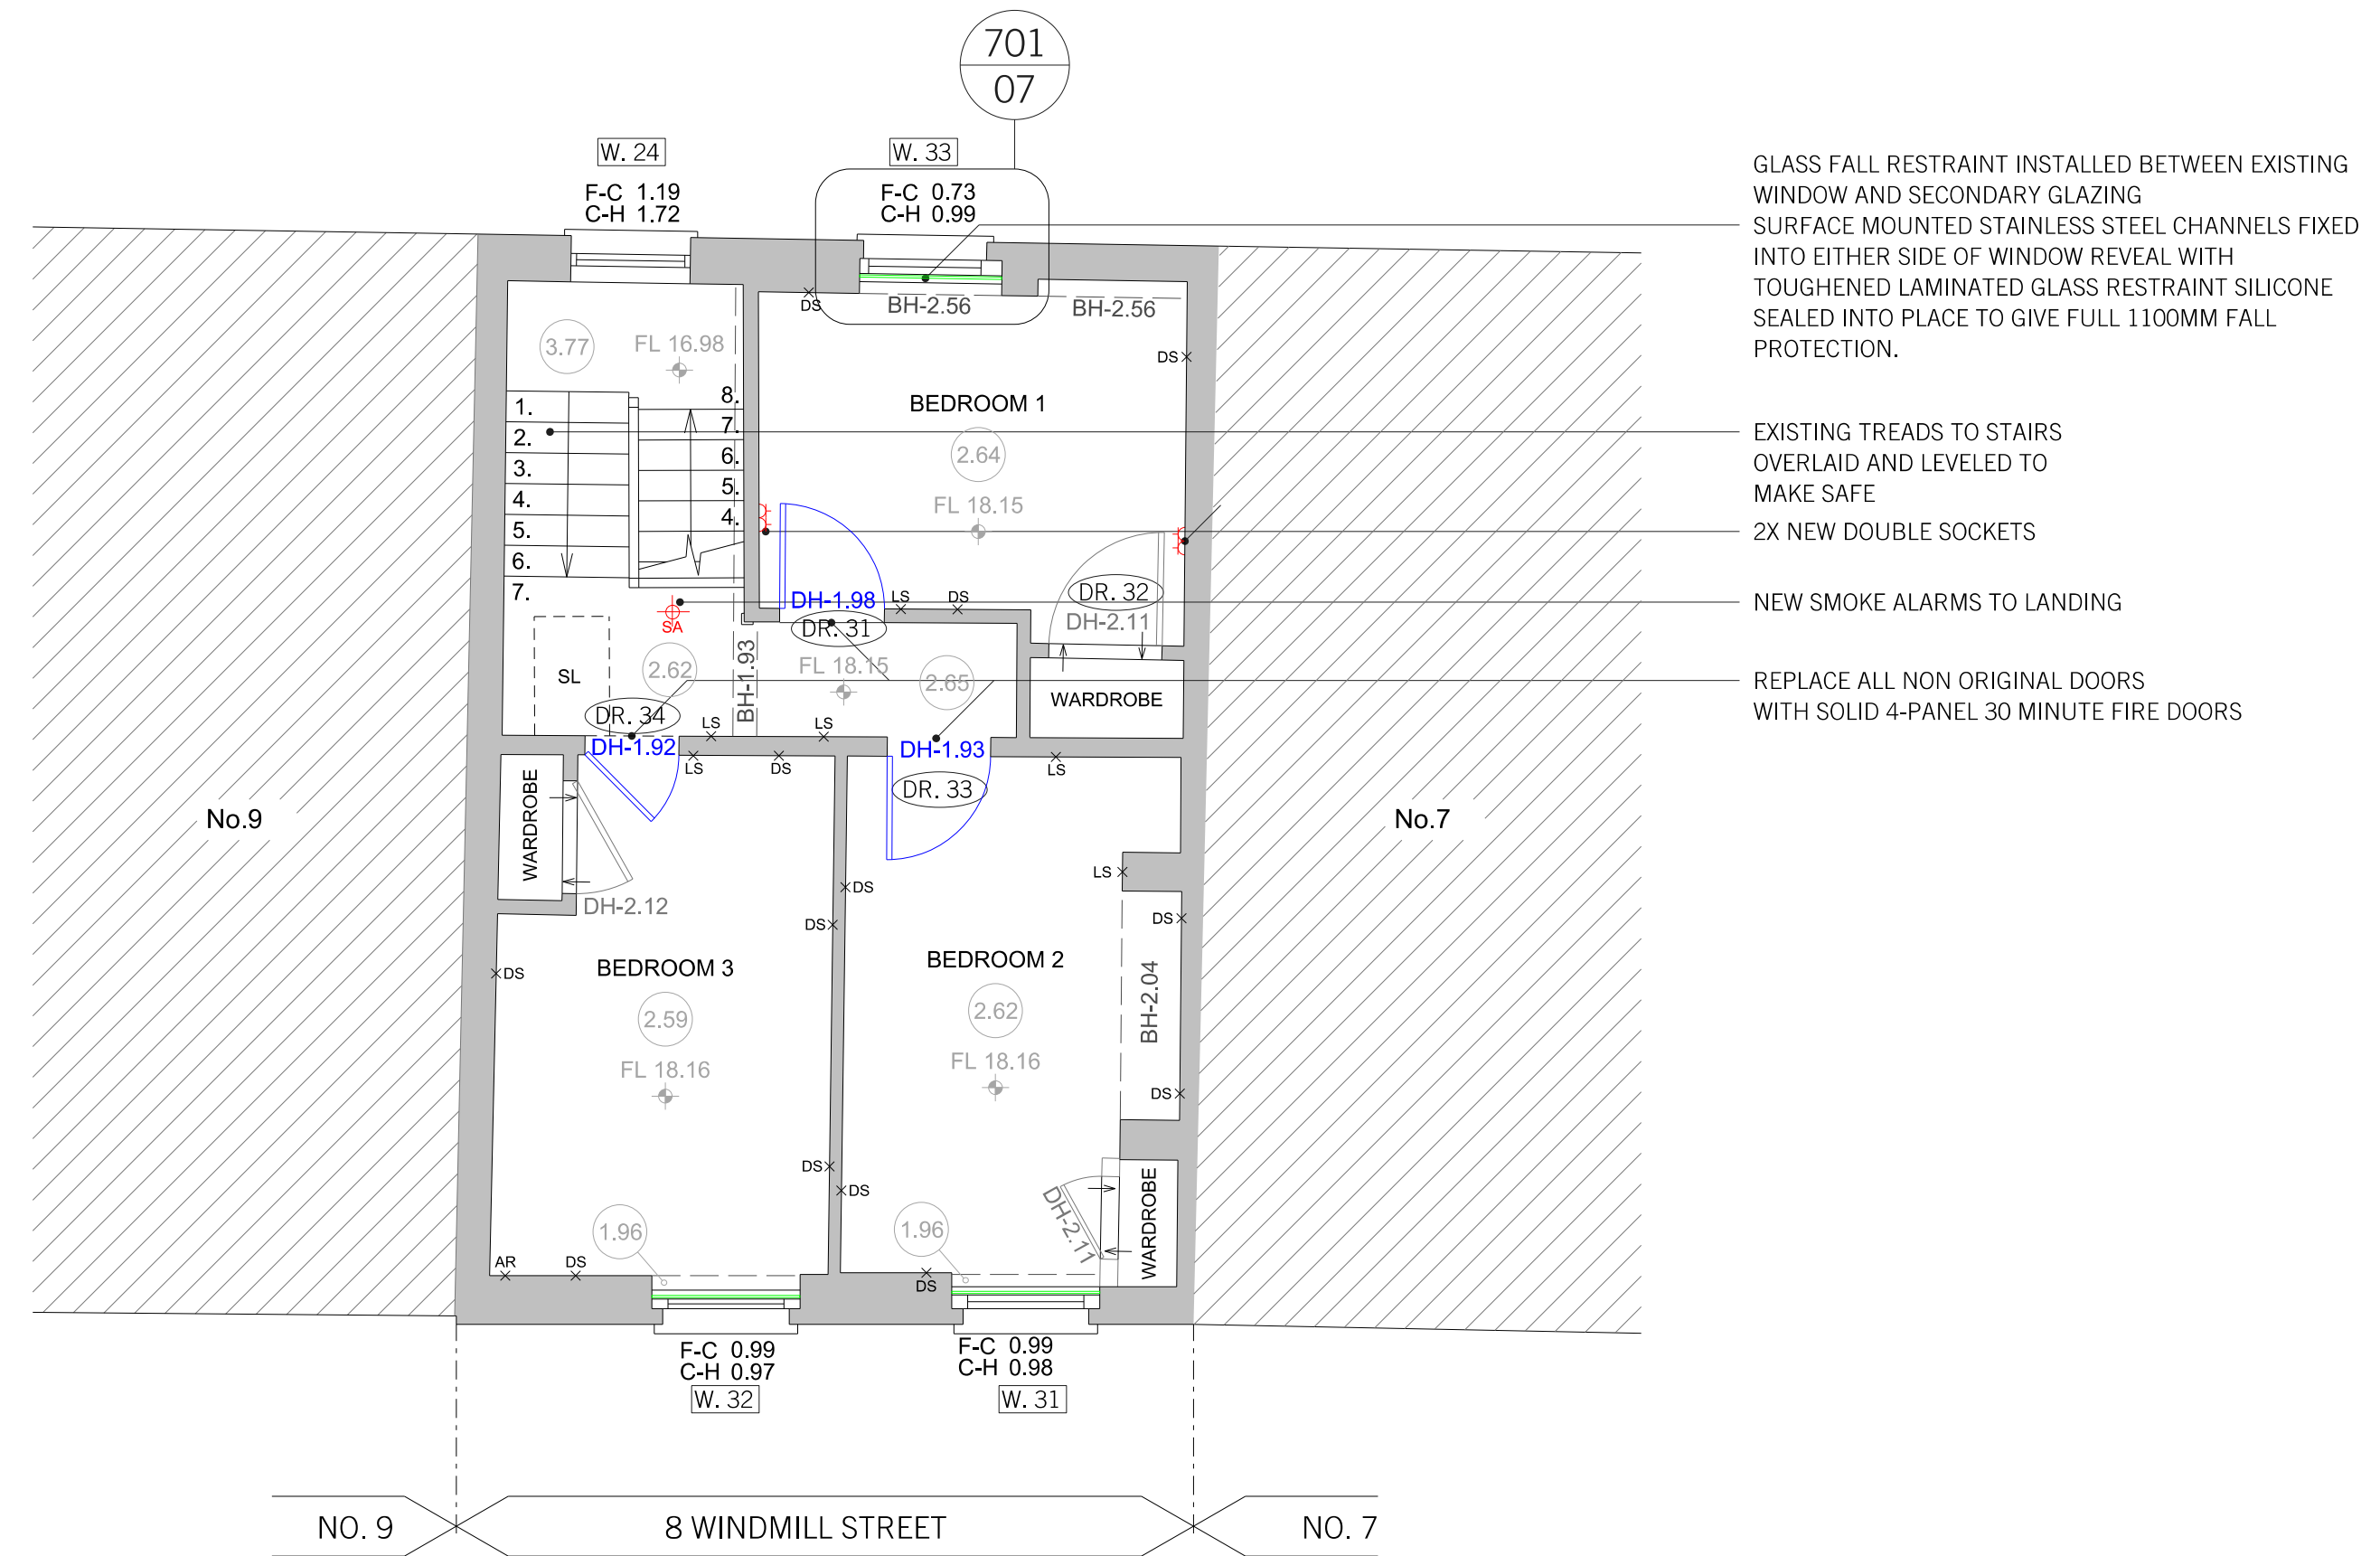 701
07
W. 24
W. 33
F-C 1.19
C-H 1.72
F-C 0.73
C-H 0.99
GLASS FALL RESTRAINT INSTALLED BETWEEN EXISTING
WINDOW AND SECONDARY GLAZING
SURFACE MOUNTED STAINLESS STEEL CHANNELS FIXED
INTO EITHER SIDE OF WINDOW REVEAL WITH
TOUGHENED LAMINATED GLASS RESTRAINT SILICONE
SEALED INTO PLACE TO GIVE FULL 1100MM FALL
PROTECTION.
DS
BH-2.56
BH-2.56
3.77
FL 16.98
DS
BEDROOM 1
2.64
FL 18.15
1.
2.
3.
4.
5.
6.
7.
8.
7.
6.
5.
4.
EXISTING TREADS TO STAIRS
OVERLAID AND LEVELED TO
MAKE SAFE
2X NEW DOUBLE SOCKETS
NEW SMOKE ALARMS TO LANDING
REPLACE ALL NON ORIGINAL DOORS
WITH SOLID 4-PANEL 30 MINUTE FIRE DOORS
DH-1.98
DR. 31
LS
DS
DR. 32
DH-2.11
SA
SL
2.62
BH-1.93
FL 18.15
2.65
WARDROBE
DR. 34
DH-1.92
LS
LS
LS
DS
DH-1.93
DR. 33
LS
WARDROBE
DH-2.12
No.9
No.7
LS
DS
DS
DS
DS
BEDROOM 3
2.59
FL 18.16
BEDROOM 2
2.62
FL 18.16
BH-2.04
DS
DS
DS
1.96
1.96
DH-2.11
WARDROBE
AR
DS
DS
F-C 0.99
C-H 0.97
W. 32
F-C 0.99
C-H 0.98
W. 31
NO. 9
8 WINDMILL STREET
NO. 7